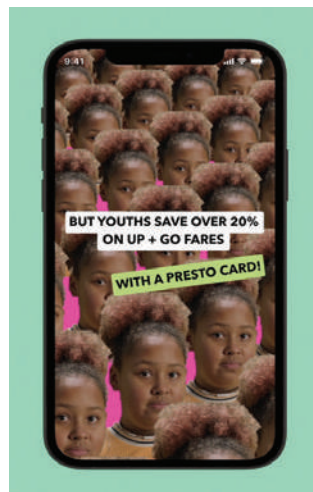 9:41
BUT YOUTHS SAVE OVER 20%
ON UP + GO FARES
WITH A PRESTO CARD!